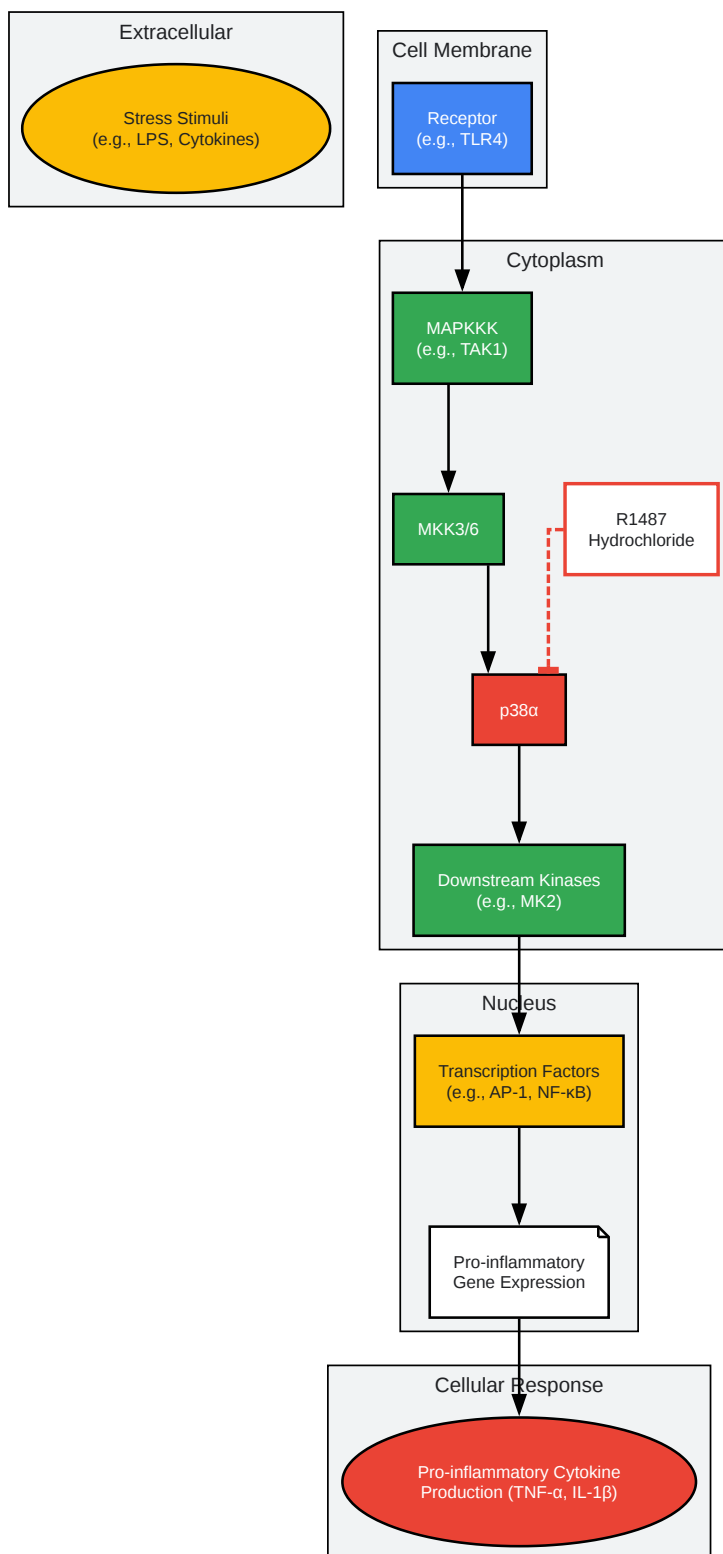 Extracellular
Stress Stimuli
(e.g., LPS, Cytokines)
Cell Membrane
Receptor
(e.g., TLR4)
Cytoplasm
MAPKKK
(e.g., TAK1)
MKK3/6
R1487
Hydrochloride
p38α
Downstream Kinases
(e.g., MK2)
Nucleus
Transcription Factors
(e.g., AP-1, NF-κB)
Pro-inflammatory
Gene Expression
Cellular Response
Pro-inflammatory Cytokine
Production (TNF-α, IL-1β)